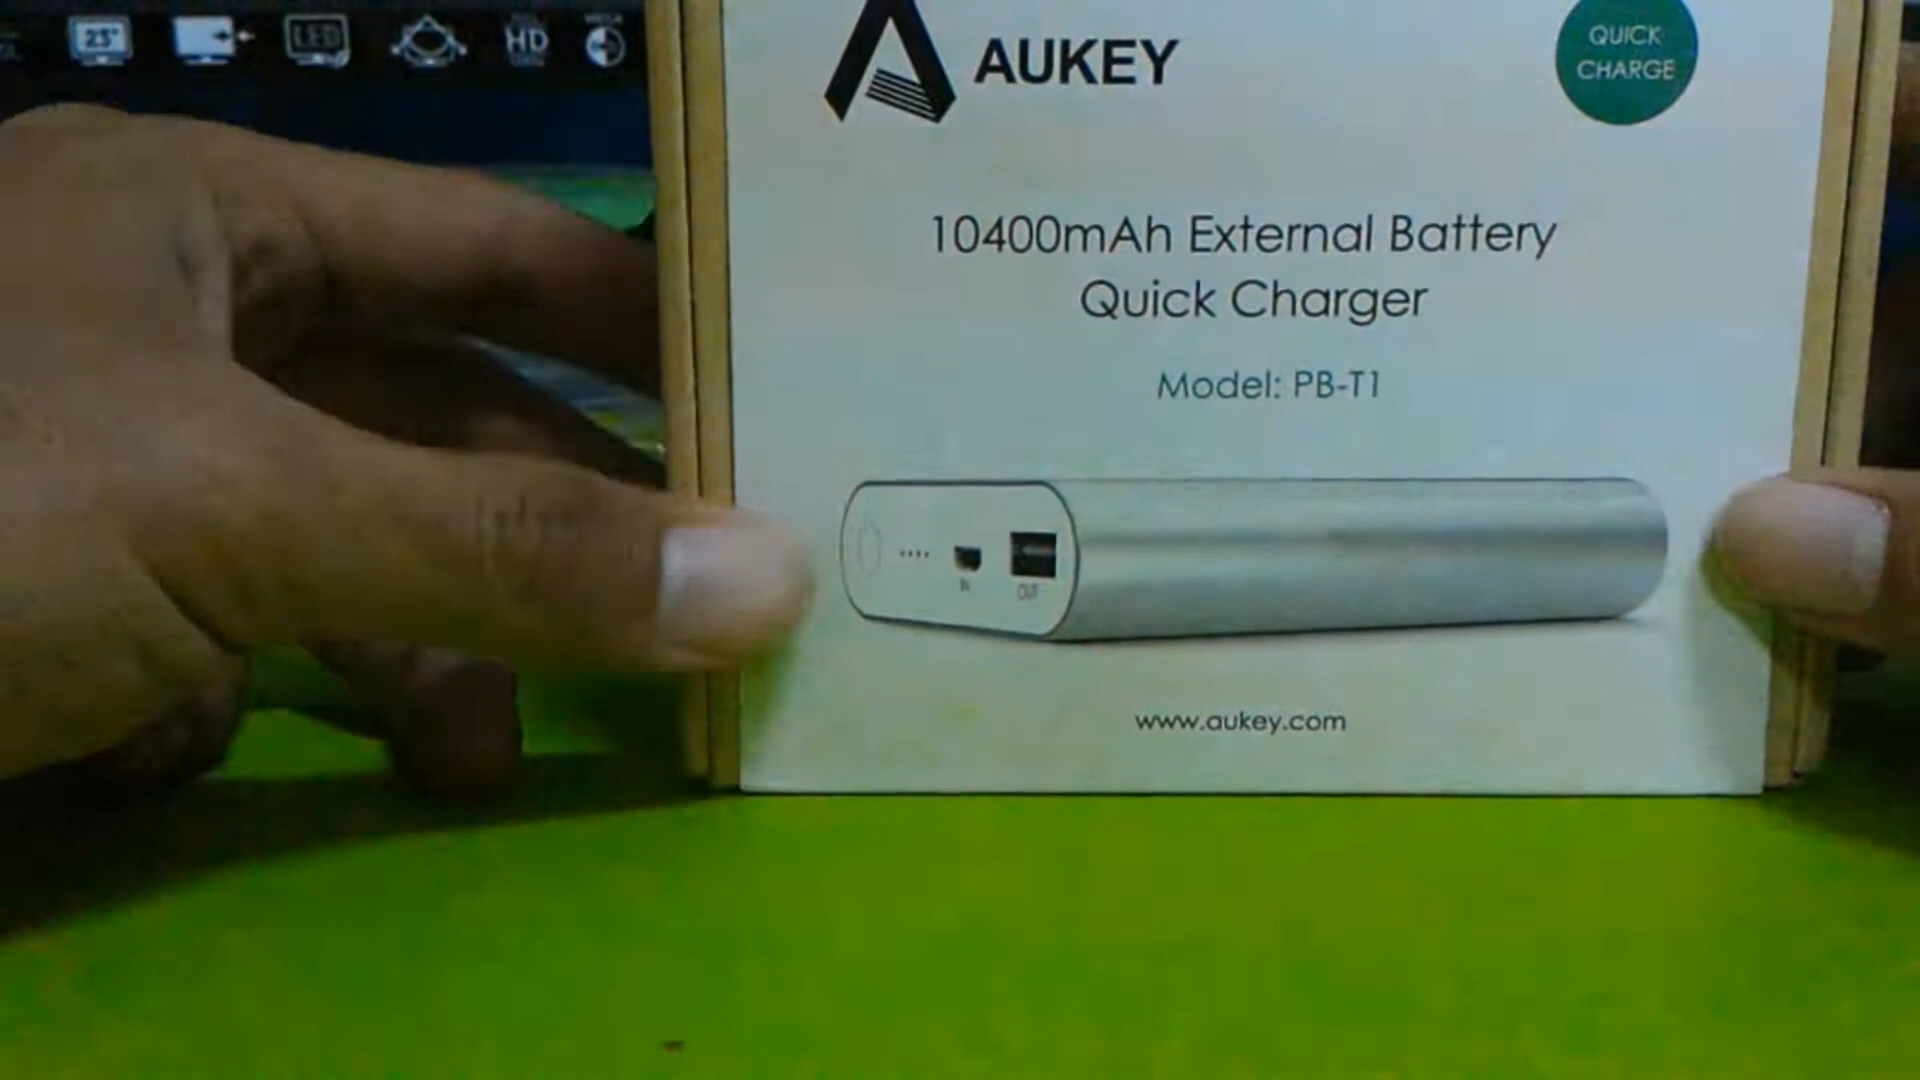 23"
LED
HD
AUKEY
QUICK
CHARGE
10400mAh External Battery
Quick Charger
Model: PB-T1
IN
OUT
www.aukey.com